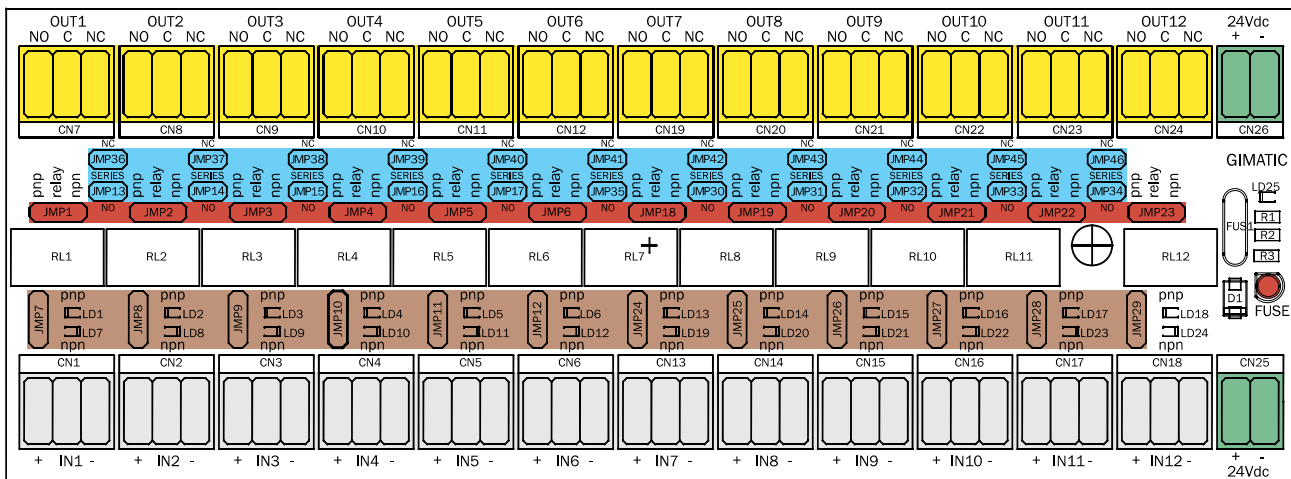 OUT1 OUT2 OUT3 OUT4 OUT5 OUT6 OUT7 OUT8 OUT9 OUT10 OUT11 OUT12 24Vdc
NO C NC NO C NC NO C NC NO C NC NO C NC NO C NC NO C NC NO C NC NO C NC NO C NC NO C NC NO C NC + -
CN7 CN8 CN9 CN10 CN11 CN12 CN19 CN20 CN21 CN22 CN23 CN24 CN26
NC NC NC NC NC NC NC NC NC NC NC
JMP36 JMP37 JMP38 JMP39 JMP40 JMP41 JMP42 JMP43 JMP44 JMP45 JMP46 GIMATIC
pnp relay npn SERIES pnp relay npn SERIES pnp relay npn SERIES pnp relay npn SERIES pnp relay npn SERIES pnp relay npn SERIES pnp relay npn SERIES pnp relay npn SERIES pnp relay npn SERIES pnp relay npn SERIES pnp relay npn SERIES pnp relay npn
JMP13 JMP14 JMP15 JMP16 JMP17 JMP35 JMP30 JMP31 JMP32 JMP33 JMP34 LD25
JMP1 NO JMP2 NO JMP3 NO JMP4 NO JMP5 NO JMP6 NO JMP18 NO JMP19 NO JMP20 NO JMP21 NO JMP22 NO JMP23
R1
FUS1
R2
RL1 RL2 RL3 RL4 RL5 RL6 RL7 RL8 RL9 RL10 RL11 RL12 R3
pnp pnp pnp pnp pnp pnp pnp pnp pnp pnp pnp pnp
JMP7 LD1 JMP8 LD2 JMP9 LD3 JMP10 LD4 JMP11 LD5 JMP12 LD6 JMP24 LD13 JMP25 LD14 JMP26 LD15 JMP27 LD16 JMP28 LD17 JMP29 LD18 D1 FUSE
LD7 LD8 LD9 LD10 LD11 LD12 LD19 LD20 LD21 LD22 LD23 LD24
npn npn npn npn npn npn npn npn npn npn npn npn
CN1 CN2 CN3 CN4 CN5 CN6 CN13 CN14 CN15 CN16 CN17 CN18 CN25
+ IN1 - + IN2 - + IN3 - + IN4 - + IN5 - + IN6 - + IN7 - + IN8 - + IN9 - + IN10 - + IN11 - + IN12 - + -
24Vdc